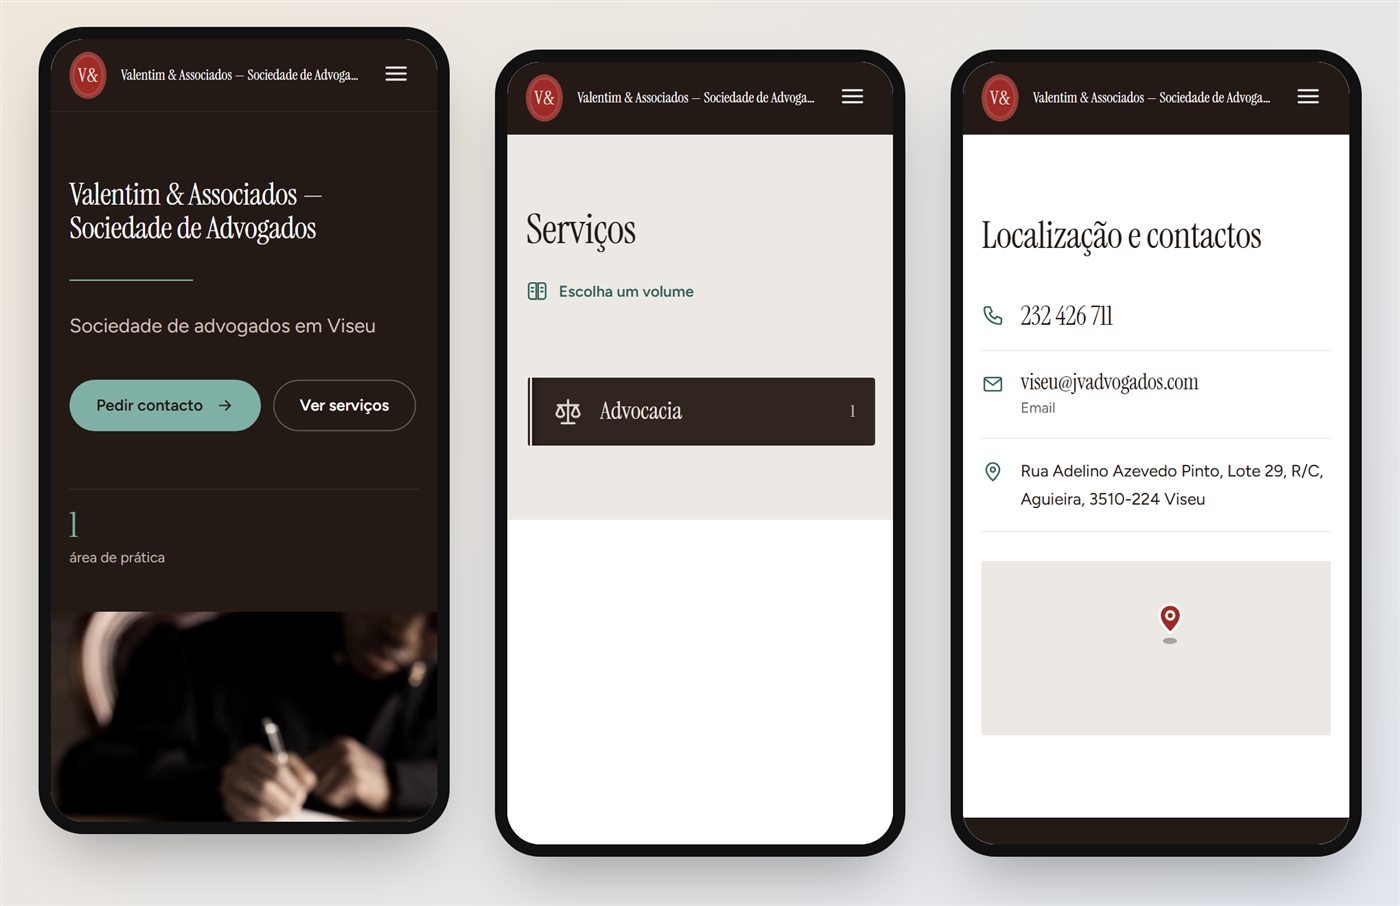 V&
Valentim & Associados — Sociedade de Advoga...
Valentim & Associados —
Sociedade de Advogados
Sociedade de advogados em Viseu
Pedir contacto →
Ver serviços
1
área de prática
V&
Valentim & Associados — Sociedade de Advoga...
Serviços
Escolha um volume
Advocacia 1
V&
Valentim & Associados — Sociedade de Advoga...
Localização e contactos
232 426 711
viseu@jvadvogados.com
Email
Rua Adelino Azevedo Pinto, Lote 29, R/C,
Aguieira, 3510-224 Viseu